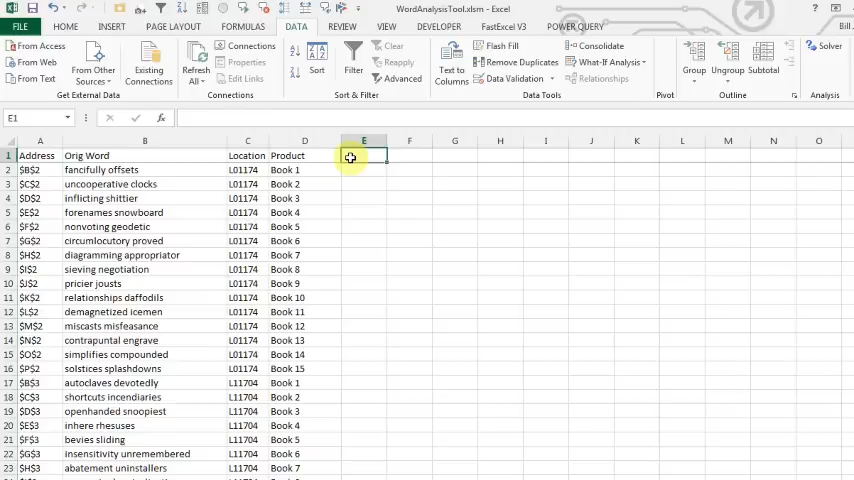 WordAnalysisTool.xlsm - Excel
?
FILE HOME INSERT PAGE LAYOUT FORMULAS DATA REVIEW VIEW DEVELOPER FastExcel V3 POWER QUERY Bill
From Access
From Web
From Text
From Other
Sources
Existing
Connections
Get External Data
Refresh
All
Connections
Properties
Edit Links
Connections
Sort
Filter
Clear
Reapply
Advanced
Sort & Filter
Text to
Columns
Flash Fill
Remove Duplicates
Data Validation
Consolidate
What-If Analysis
Relationships
Data Tools
Pivot
Group
Ungroup
Subtotal
Outline
Solver
Analysis
E1
fx
A B C D E F G H I J K L M N O
1 Address Orig Word Location Product
2 $B$2 fancifully offsets L01174 Book 1
3 $C$2 uncooperative clocks L01174 Book 2
4 $D$2 inflicting shittier L01174 Book 3
5 $E$2 forenames snowboard L01174 Book 4
6 $F$2 nonvoting geodetic L01174 Book 5
7 $G$2 circumlocutory proved L01174 Book 6
8 $H$2 diagramming appropriator L01174 Book 7
9 $I$2 sieving negotiation L01174 Book 8
10 $J$2 pricier jousts L01174 Book 9
11 $K$2 relationships daffodils L01174 Book 10
12 $L$2 demagnetized icemen L01174 Book 11
13 $M$2 miscasts misfeasance L01174 Book 12
14 $N$2 contrapuntal engrave L01174 Book 13
15 $O$2 simplifies compounded L01174 Book 14
16 $P$2 solstices splashdowns L01174 Book 15
17 $B$3 autoclaves devotedly L11704 Book 1
18 $C$3 shortcuts incendiaries L11704 Book 2
19 $D$3 openhanded snoopiest L11704 Book 3
20 $E$3 inhere rhesuses L11704 Book 4
21 $F$3 bevies sliding L11704 Book 5
22 $G$3 insensitivity unremembered L11704 Book 6
23 $H$3 abatement uninstallers L11704 Book 7